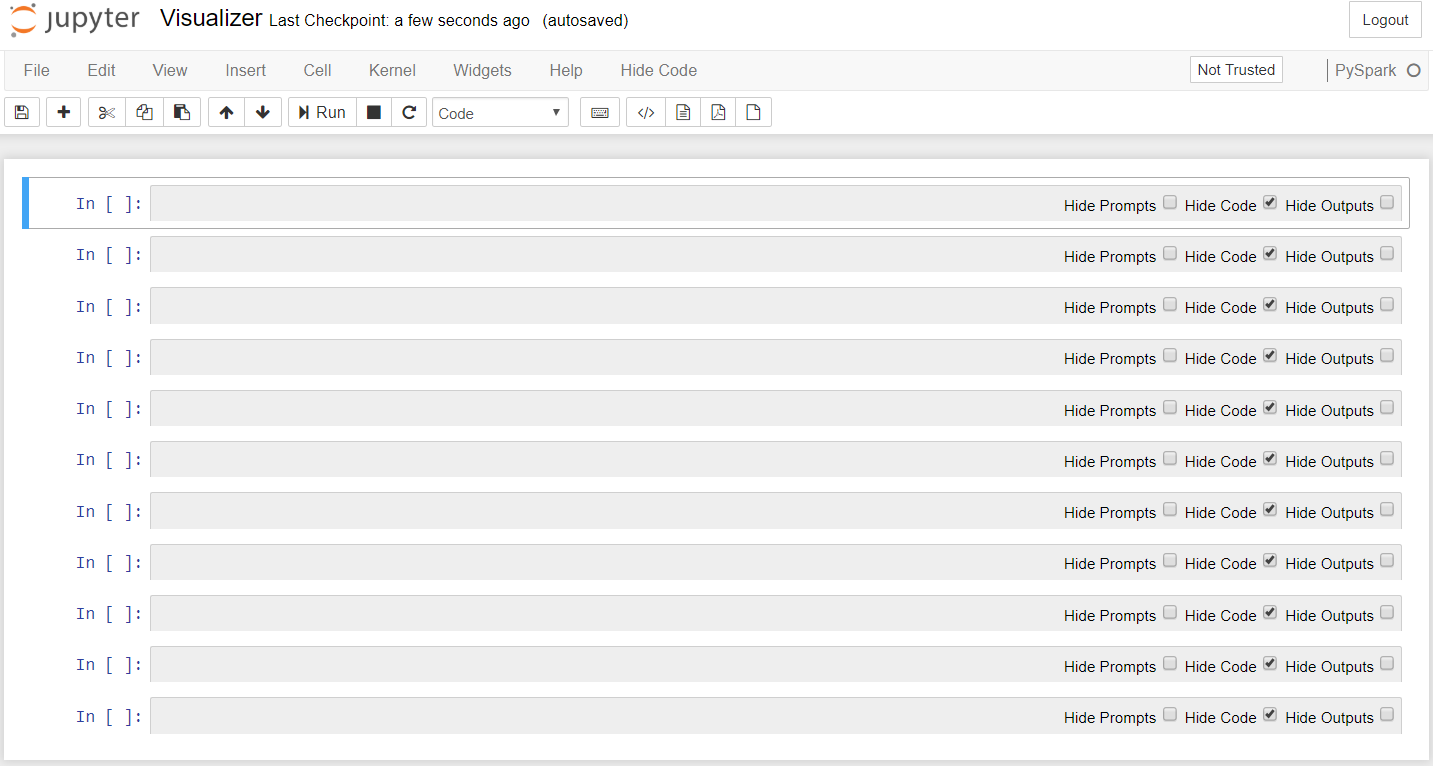 jupyter Visualizer Last Checkpoint: a few seconds ago (autosaved) Logout
File Edit View Insert Cell Kernel Widgets Help Hide Code Not Trusted PySpark
Run Code
In [ ]: Hide Prompts Hide Code Hide Outputs
In [ ]: Hide Prompts Hide Code Hide Outputs
In [ ]: Hide Prompts Hide Code Hide Outputs
In [ ]: Hide Prompts Hide Code Hide Outputs
In [ ]: Hide Prompts Hide Code Hide Outputs
In [ ]: Hide Prompts Hide Code Hide Outputs
In [ ]: Hide Prompts Hide Code Hide Outputs
In [ ]: Hide Prompts Hide Code Hide Outputs
In [ ]: Hide Prompts Hide Code Hide Outputs
In [ ]: Hide Prompts Hide Code Hide Outputs
In [ ]: Hide Prompts Hide Code Hide Outputs